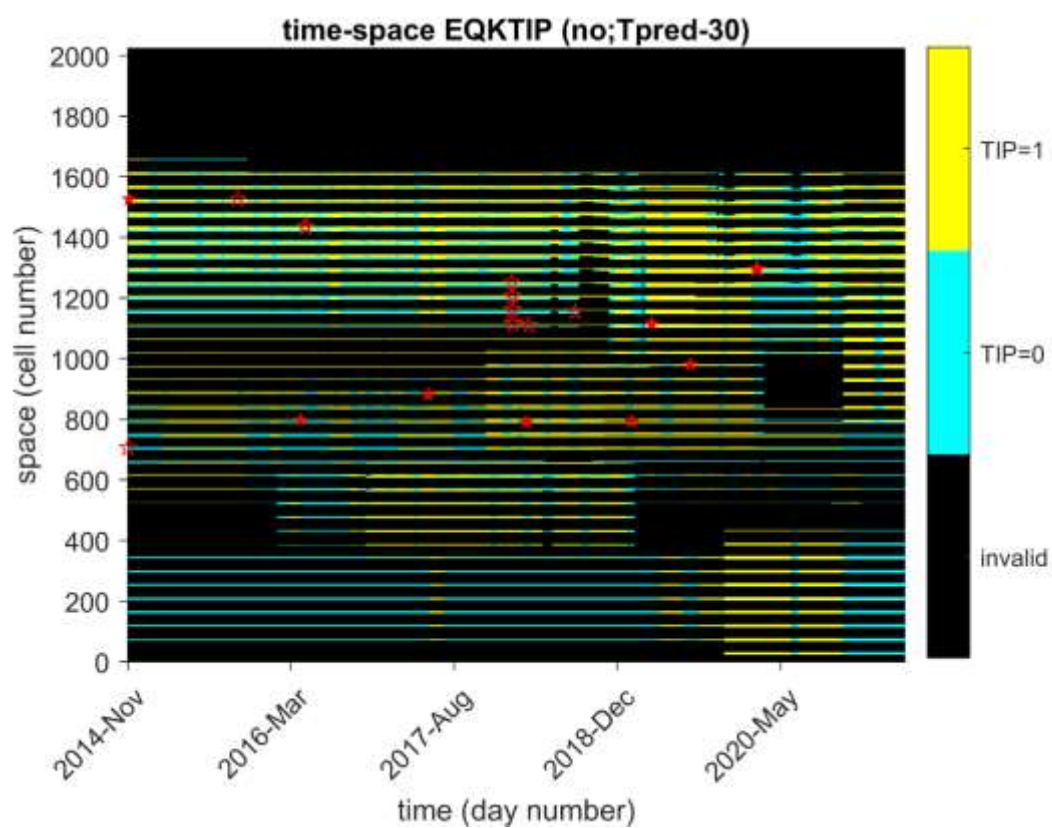 time-space EQKTIP (no;Tpred-30)
space (cell number)
2000
1800
1600
1400
1200
1000
800
600
400
200
0
2014-Nov
2016-Mar
2017-Aug
2018-Dec
2020-May
time (day number)
TIP=1
TIP=0
invalid